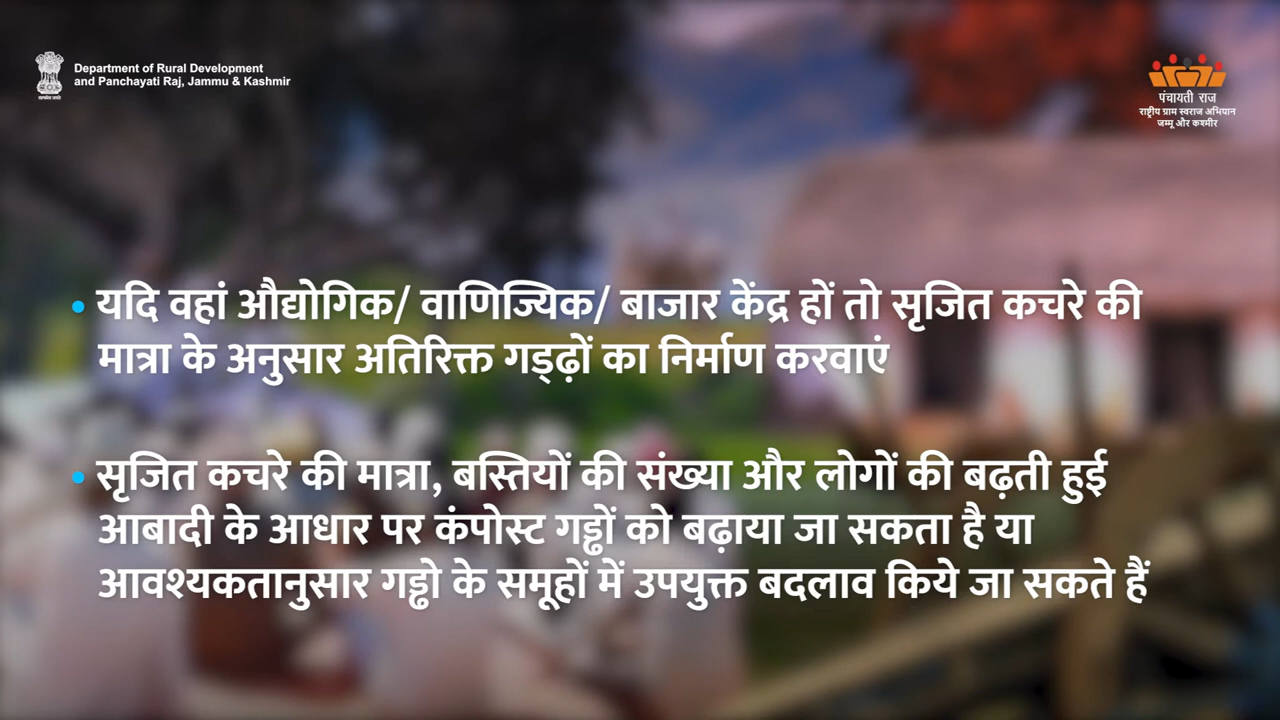 Department of Rural Development
and Panchayati Raj, Jammu & Kashmir
पंचायती राज
राष्ट्रीय ग्राम स्वराज अभियान
जम्मू और कश्मीर
• यदि वहां औद्योगिक/ वाणिज्यिक/ बाजार केंद्र हों तो सृजित कचरे की
मात्रा के अनुसार अतिरिक्त गड्ढ़ों का निर्माण करवाएं
• सृजित कचरे की मात्रा, बस्तियों की संख्या और लोगों की बढ़ती हुई
आबादी के आधार पर कंपोस्ट गड्ढों को बढ़ाया जा सकता है या
आवश्यकतानुसार गड्ढो के समूहों में उपयुक्त बदलाव किये जा सकते हैं